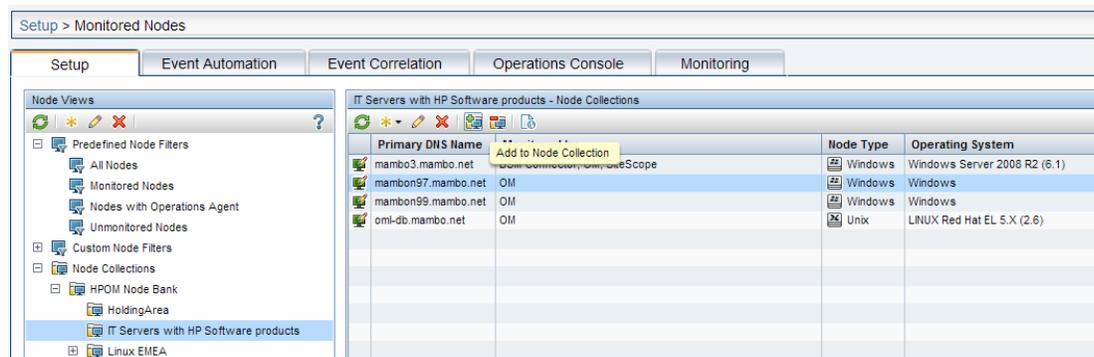 Setup > Monitored Nodes
Setup
Event Automation
Event Correlation
Operations Console
Monitoring
Node Views
?
Predefined Node Filters
All Nodes
Monitored Nodes
Nodes with Operations Agent
Unmonitored Nodes
Custom Node Filters
Node Collections
HPOM Node Bank
HoldingArea
IT Servers with HP Software products
Linux EMEA
IT Servers with HP Software products - Node Collections
Primary DNS Name Node Type Operating System
Add to Node Collection
mambo3.mambo.net BSM Connector, OM, SiteScope Windows Windows Server 2008 R2 (6.1)
mambon97.mambo.net OM Windows Windows
mambon99.mambo.net OM Windows Windows
oml-db.mambo.net OM Unix LINUX Red Hat EL 5.X (2.6)